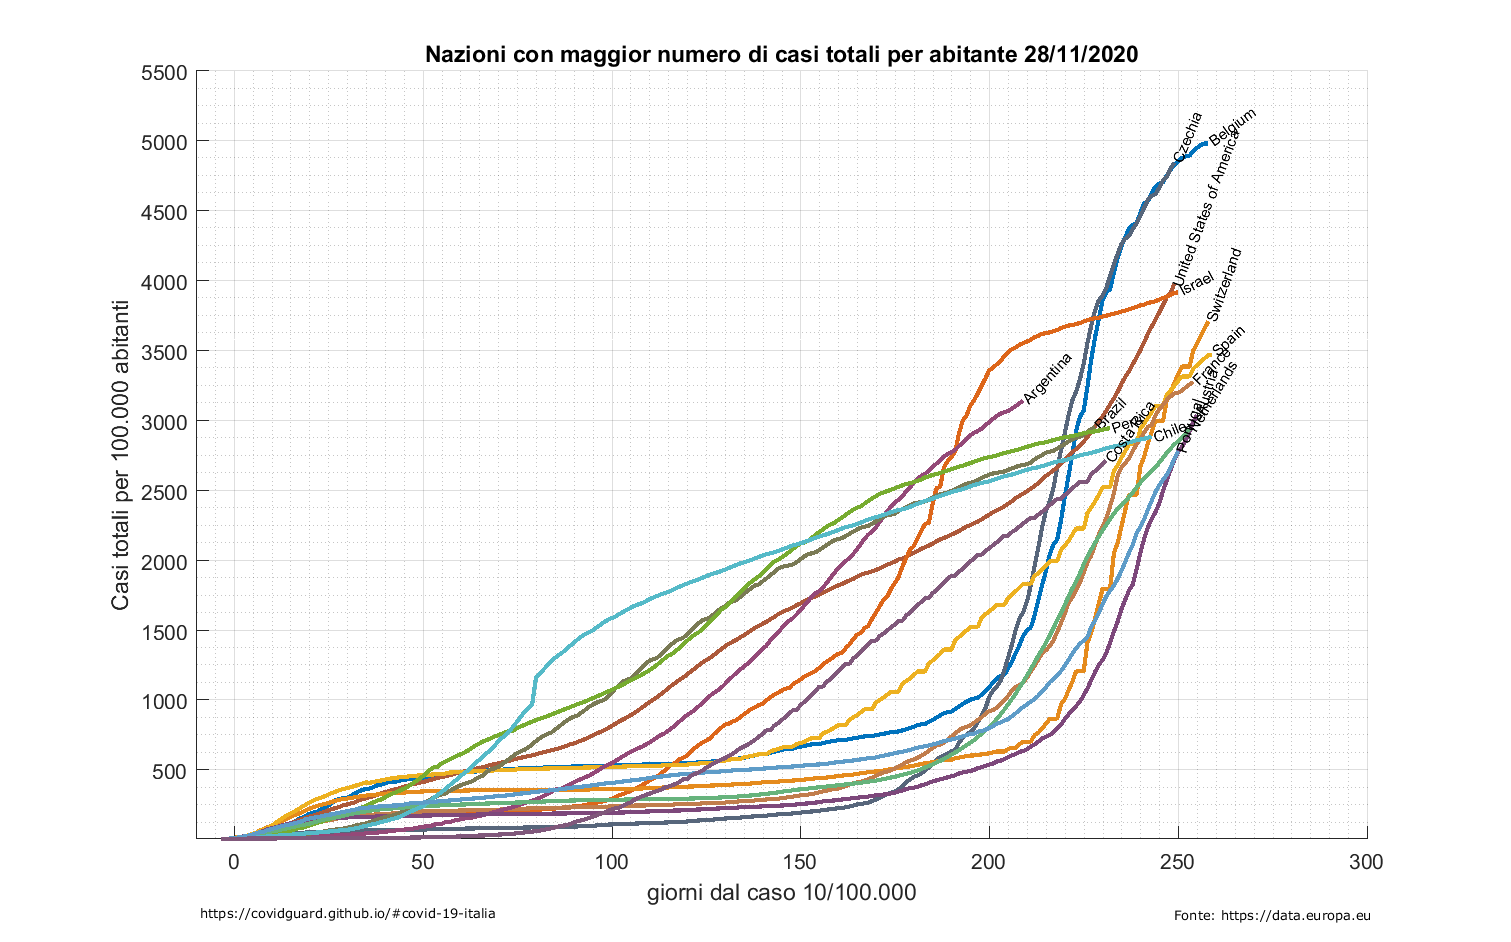 Nazioni con maggior numero di casi totali per abitante 28/11/2020
5500
5000
4500
4000
3500
3000
2500
2000
1500
1000
500
Casi totali per 100.000 abitanti
Czechia
Belgium
United States of America
Israel
Switzerland
Spain
France
Argentina
Brazil
Chile
Netherlands
Portugal
0
50
100
150
200
250
300
giorni dal caso 10/100.000
https://covidguard.github.io/#covid-19-italia
Fonte: https://data.europa.eu